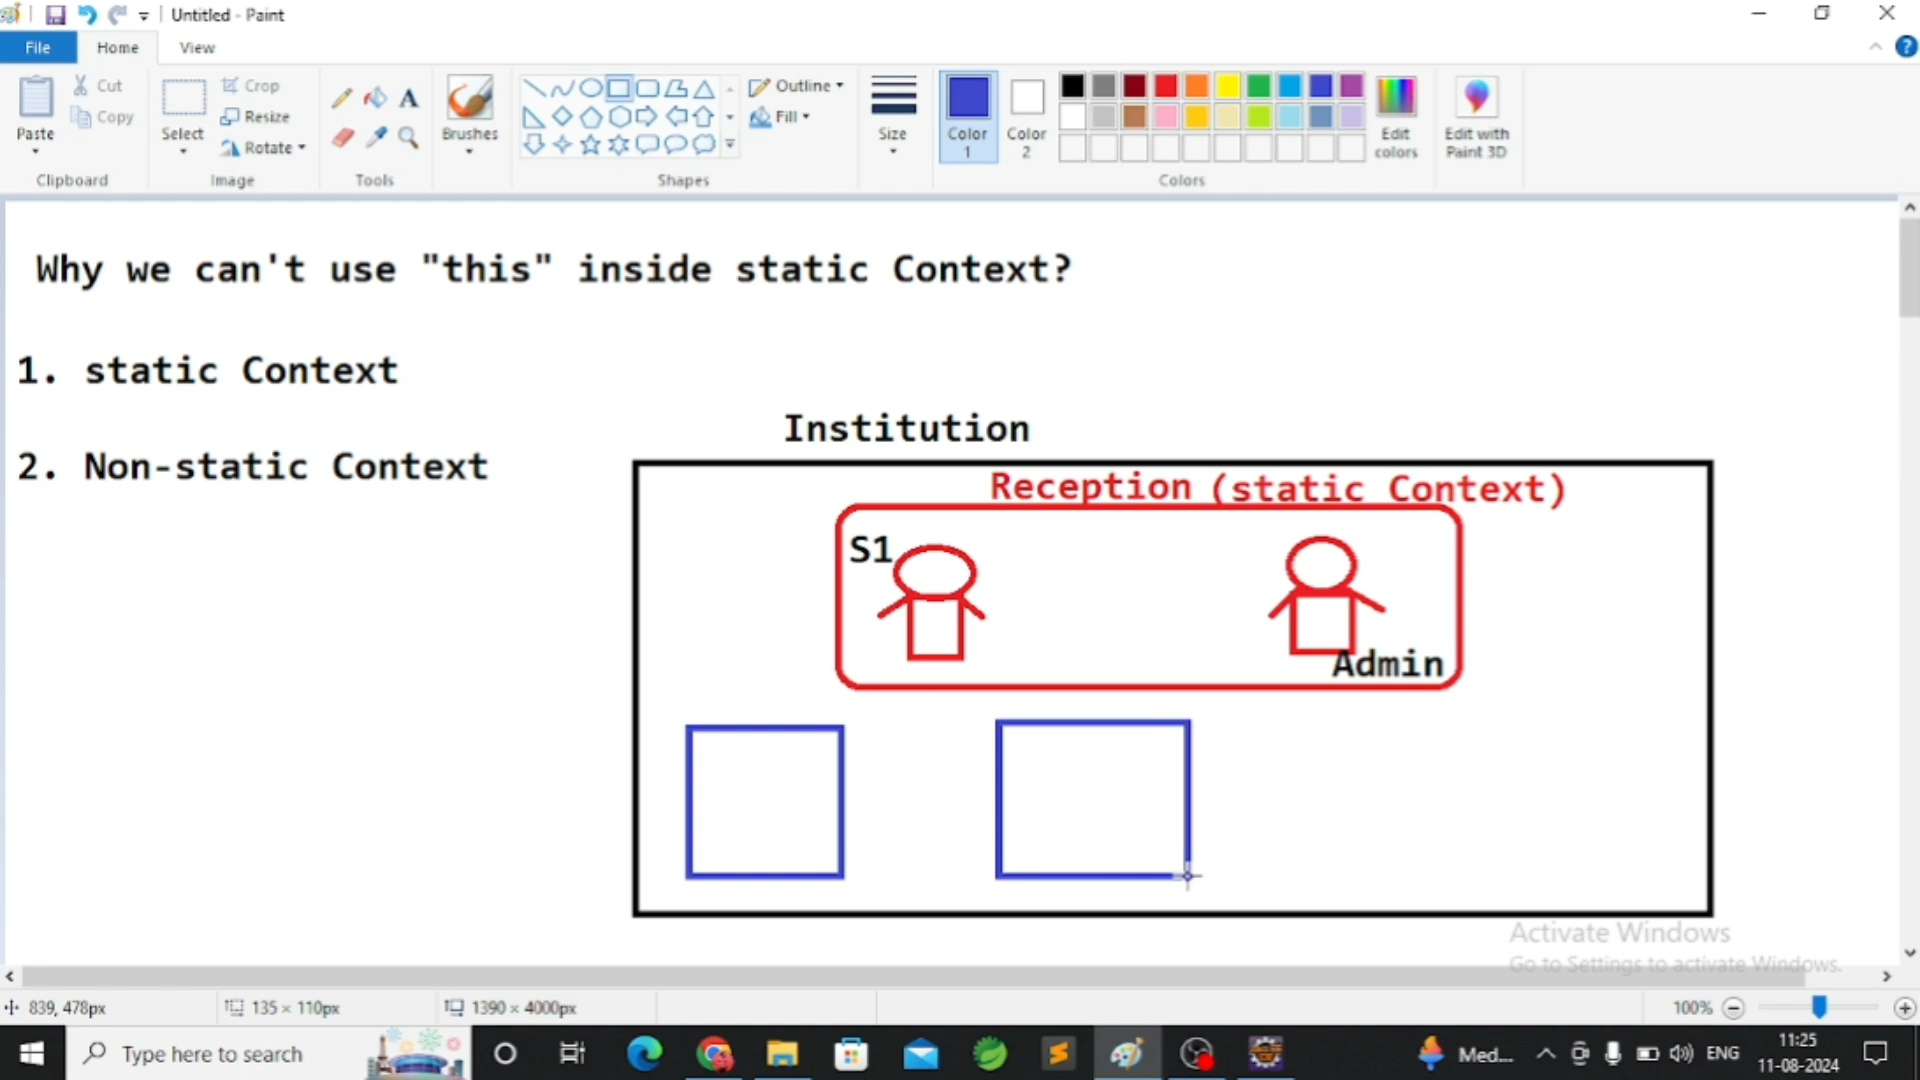 Untitled - Paint
File Home View
Paste
Cut
Copy
Clipboard
Select
Crop
Resize
Rotate
Image
Tools
Brushes
Shapes
Outline
Fill
Size
Color 1
Color 2
Edit colors
Edit with Paint 3D
Colors
Why we can't use "this" inside static Context?
1. static Context
2. Non-static Context
Institution
Reception (static Context)
S1
Admin
Activate Windows
Go to Settings to activate Windows.
839, 478px
135 × 110px
1390 × 4000px
100%
Type here to search
Med...
ENG
11:25
11-08-2024